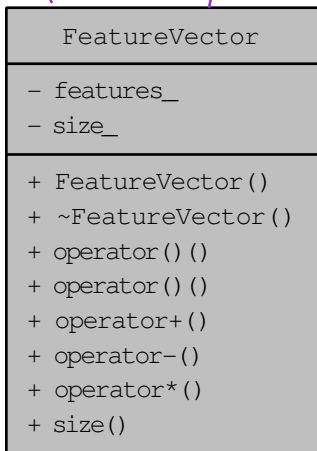 FeatureVector
- features_
- size_
+ FeatureVector()
+ ~FeatureVector()
+ operator()()
+ operator()()
+ operator+()
+ operator-()
+ operator*()
+ size()